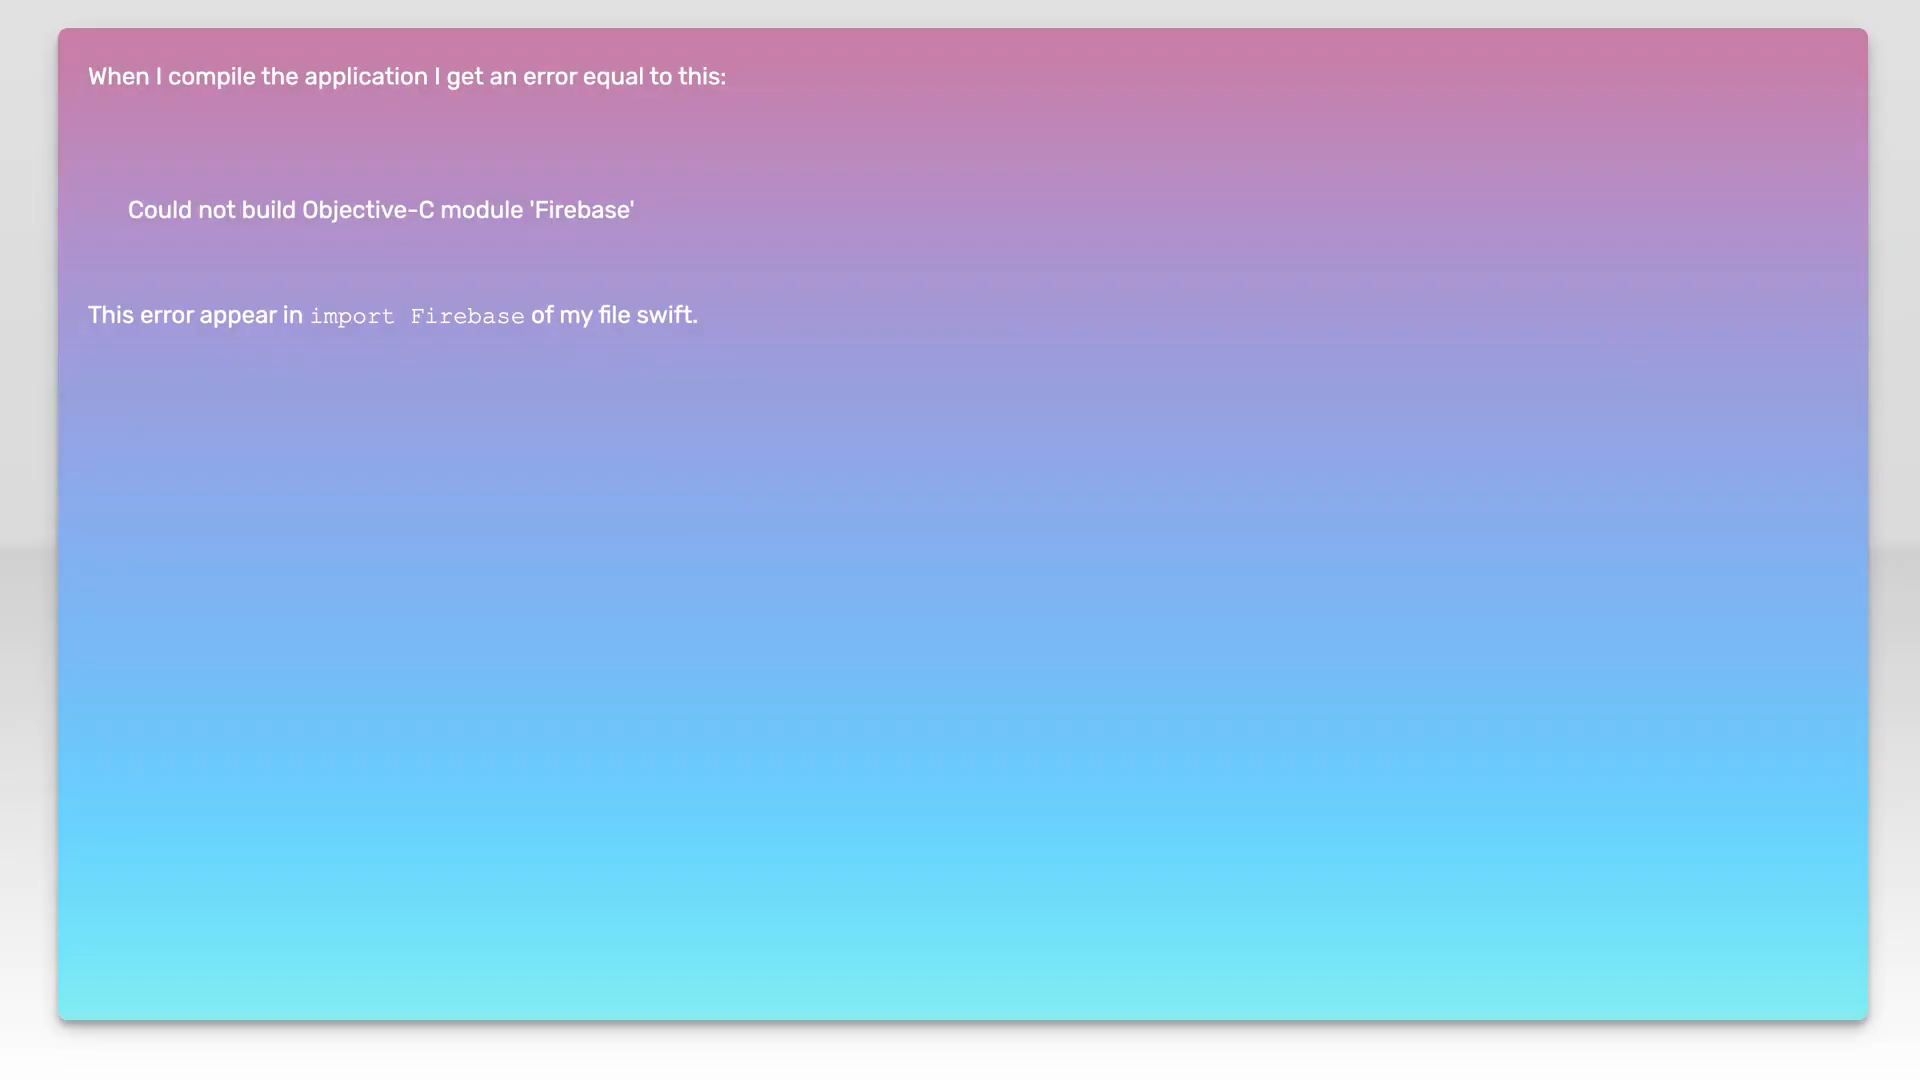 When I compile the application I get an error equal to this:
Could not build Objective-C module 'Firebase'
This error appear in import Firebase of my file swift.